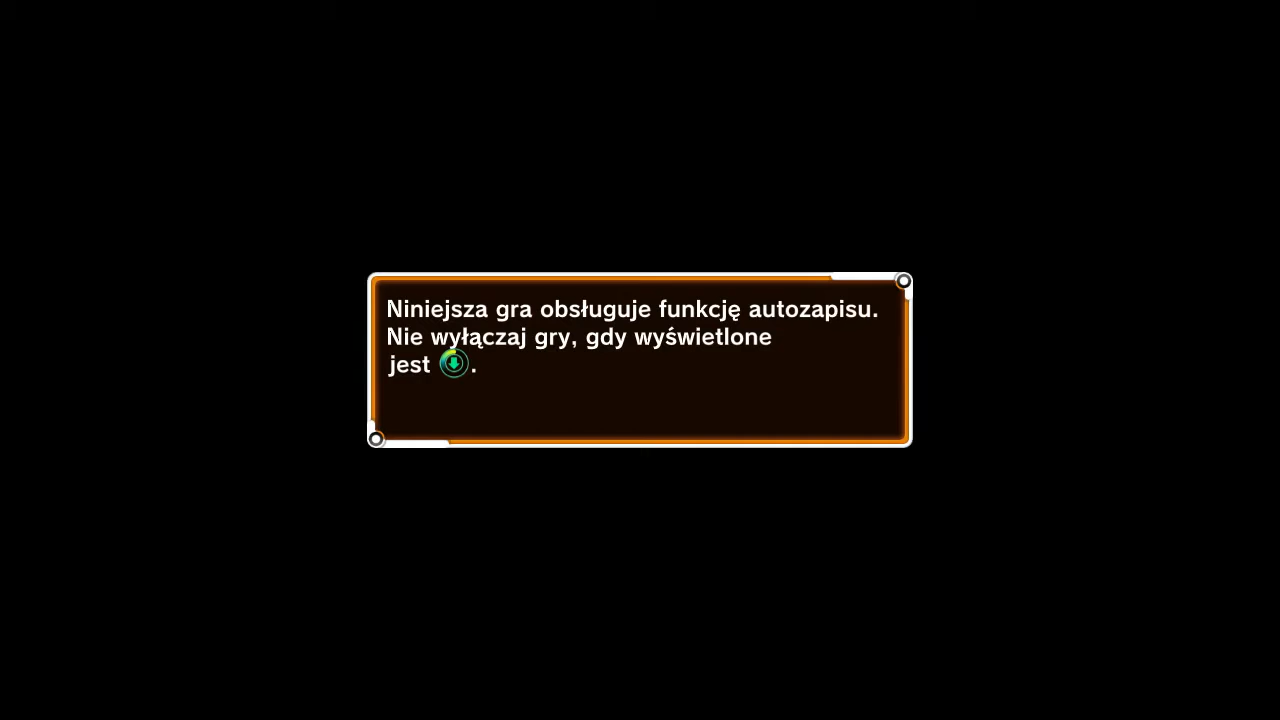 Niniejsza gra obsługuje funkcję autozapisu.
Nie wyłączaj gry, gdy wyświetlone
jest .